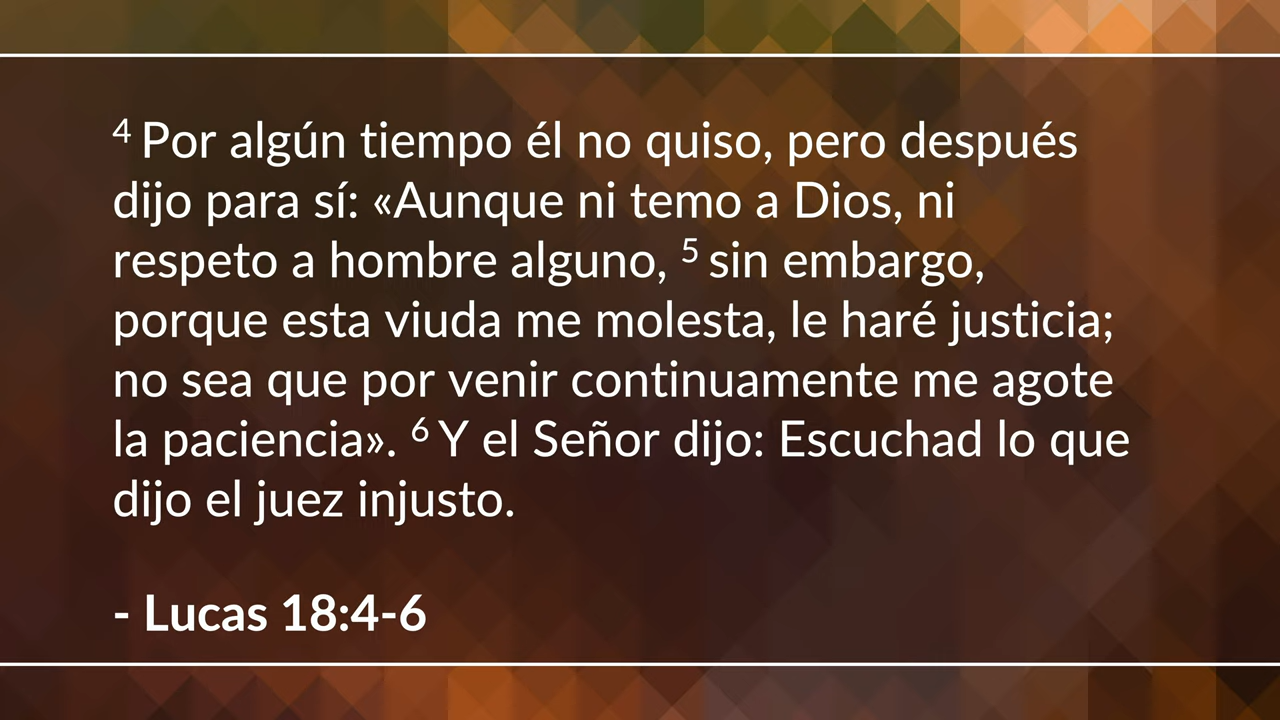 4 Por algún tiempo él no quiso, pero después
dijo para sí: «Aunque ni temo a Dios, ni
respeto a hombre alguno, 5 sin embargo,
porque esta viuda me molesta, le haré justicia;
no sea que por venir continuamente me agote
la paciencia». 6 Y el Señor dijo: Escuchad lo que
dijo el juez injusto.
- Lucas 18:4-6